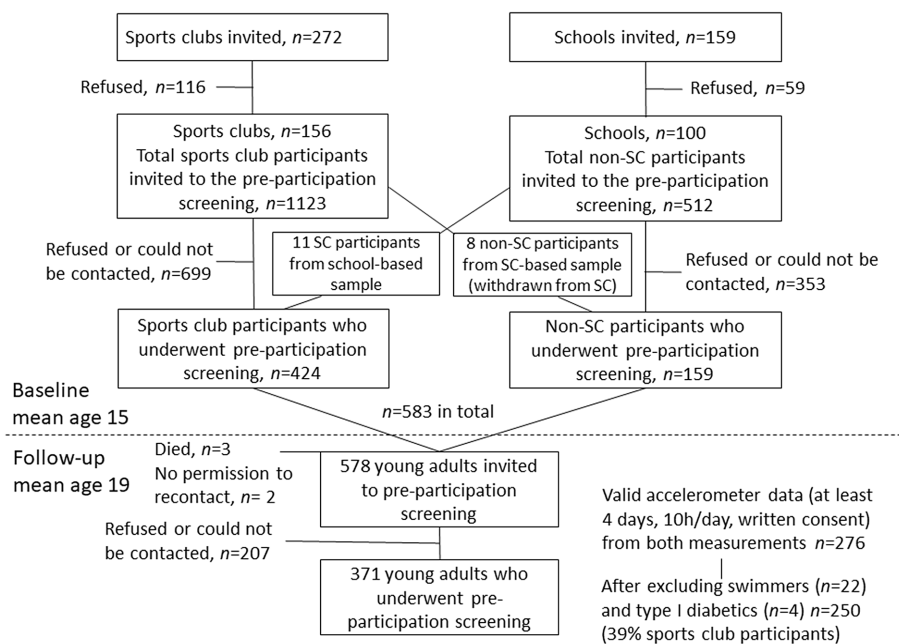 Sports clubs invited, n=272
Schools invited, n=159
Refused, n=116
Refused, n=59
Sports clubs, n=156
Total sports club participants
invited to the pre-participation
screening, n=1123
Schools, n=100
Total non-SC participants
invited to the pre-participation
screening, n=512
Refused or could not
be contacted, n=699
11 SC participants
from school-based
sample
8 non-SC participants
from SC-based sample
(withdrawn from SC)
Refused or could not be
contacted, n=353
Sports club participants who
underwent pre-participation
screening, n=424
Non-SC participants who
underwent pre-participation
screening, n=159
Baseline
mean age 15
n=583 in total
Follow-up
mean age 19
Died, n=3
No permission to
recontact, n= 2
578 young adults invited
to pre-participation
screening
Refused or could not
be contacted, n=207
371 young adults who
underwent pre-
participation screening
Valid accelerometer data (at least
4 days, 10h/day, written consent)
from both measurements n=276
After excluding swimmers (n=22)
and type I diabetics (n=4) n=250
(39% sports club participants)